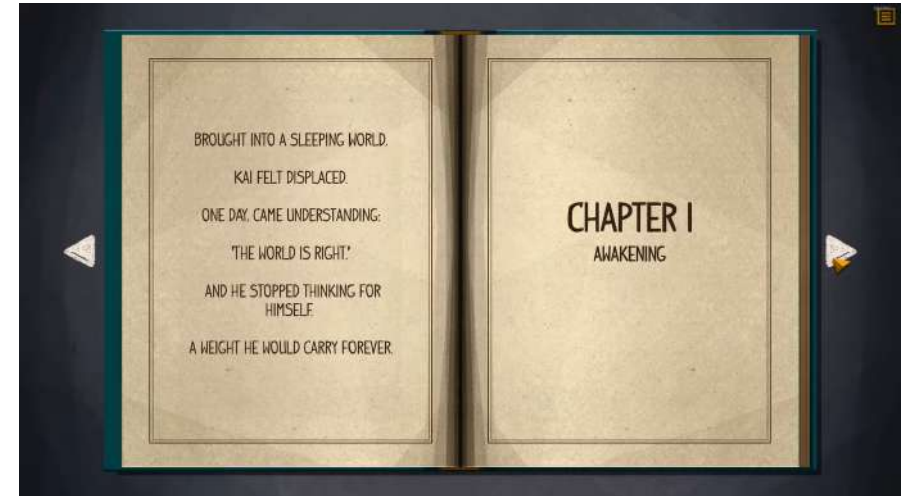 BROUGHT INTO A SLEEPING WORLD.
KAI FELT DISPLACED.
ONE DAY, CAME UNDERSTANDING:
"THE WORLD IS RIGHT."
AND HE STOPPED THINKING FOR
HIMSELF.
A WEIGHT HE WOULD CARRY FOREVER.
CHAPTER I
AWAKENING